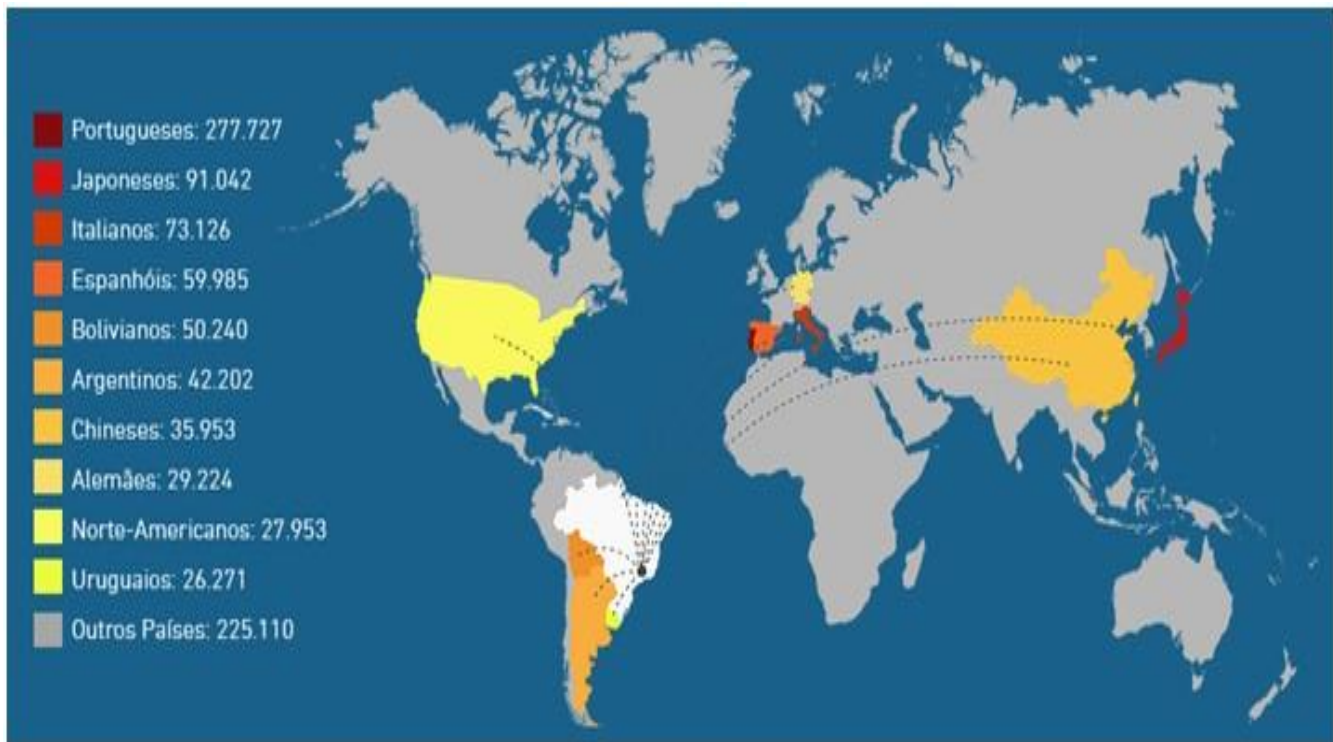 Portugueses: 277.727
Japoneses: 91.042
Italianos: 73.126
Espanhóis: 59.985
Bolivianos: 50.240
Argentinos: 42.202
Chineses: 35.953
Alemães: 29.224
Norte-Americanos: 27.953
Uruguaios: 26.271
Outros Países: 225.110